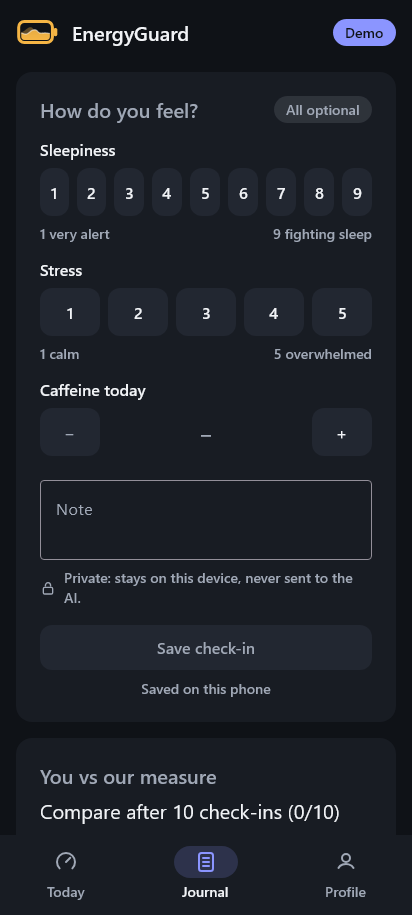 EnergyGuard
Demo
How do you feel?
All optional
Sleepiness
1 2 3 4 5 6 7 8 9
1 very alert
9 fighting sleep
Stress
1 2 3 4 5
1 calm
5 overwhelmed
Caffeine today
− – +
Note
Private: stays on this device, never sent to the
AI.
Save check-in
Saved on this phone
You vs our measure
Compare after 10 check-ins (0/10)
Today
Journal
Profile